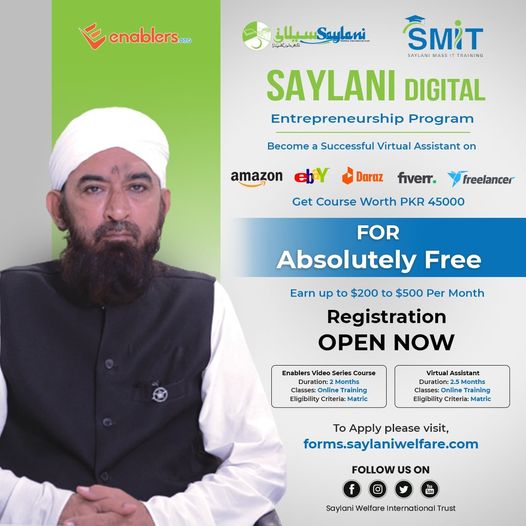 enablers
سیلانی Saylani
SMIT
SAYLANI MASS IT TRAINING
SAYLANI DIGITAL
Entrepreneurship Program
Become a Successful Virtual Assistant on
amazon ebay Daraz fiverr. freelancer
Get Course Worth PKR 45000
FOR
Absolutely Free
Earn up to $200 to $500 Per Month
Registration
OPEN NOW
Enablers Video Series Course
Duration: 2 Months
Classes: Online Training
Eligibility Criteria: Matric
Virtual Assistant
Duration: 2.5 Months
Classes: Online Training
Eligibility Criteria: Matric
To Apply please visit,
forms.saylaniwelfare.com
FOLLOW US ON
Saylani Welfare International Trust